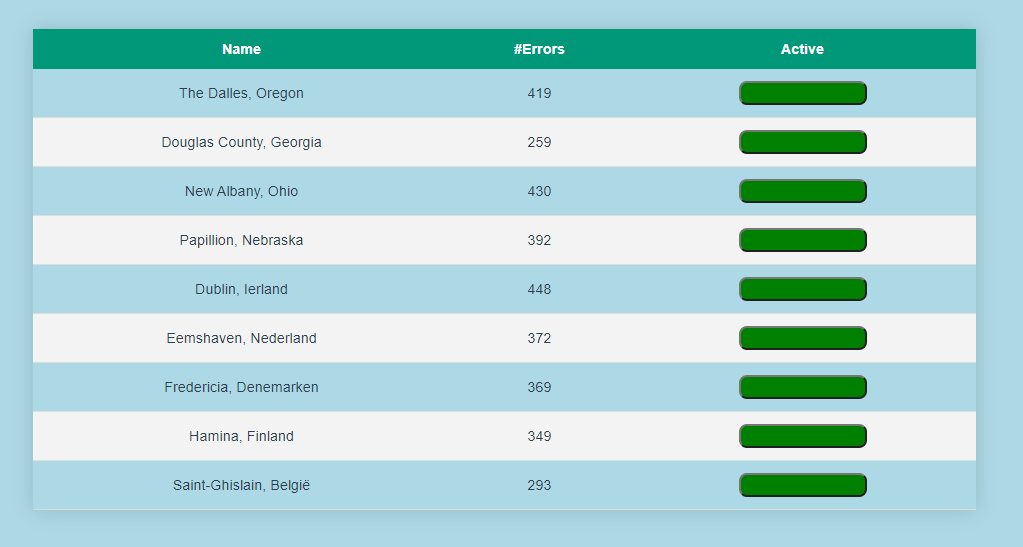 Name #Errors Active
The Dalles, Oregon 419
Douglas County, Georgia 259
New Albany, Ohio 430
Papillion, Nebraska 392
Dublin, Ierland 448
Eemshaven, Nederland 372
Fredericia, Denemarken 369
Hamina, Finland 349
Saint-Ghislain, België 293